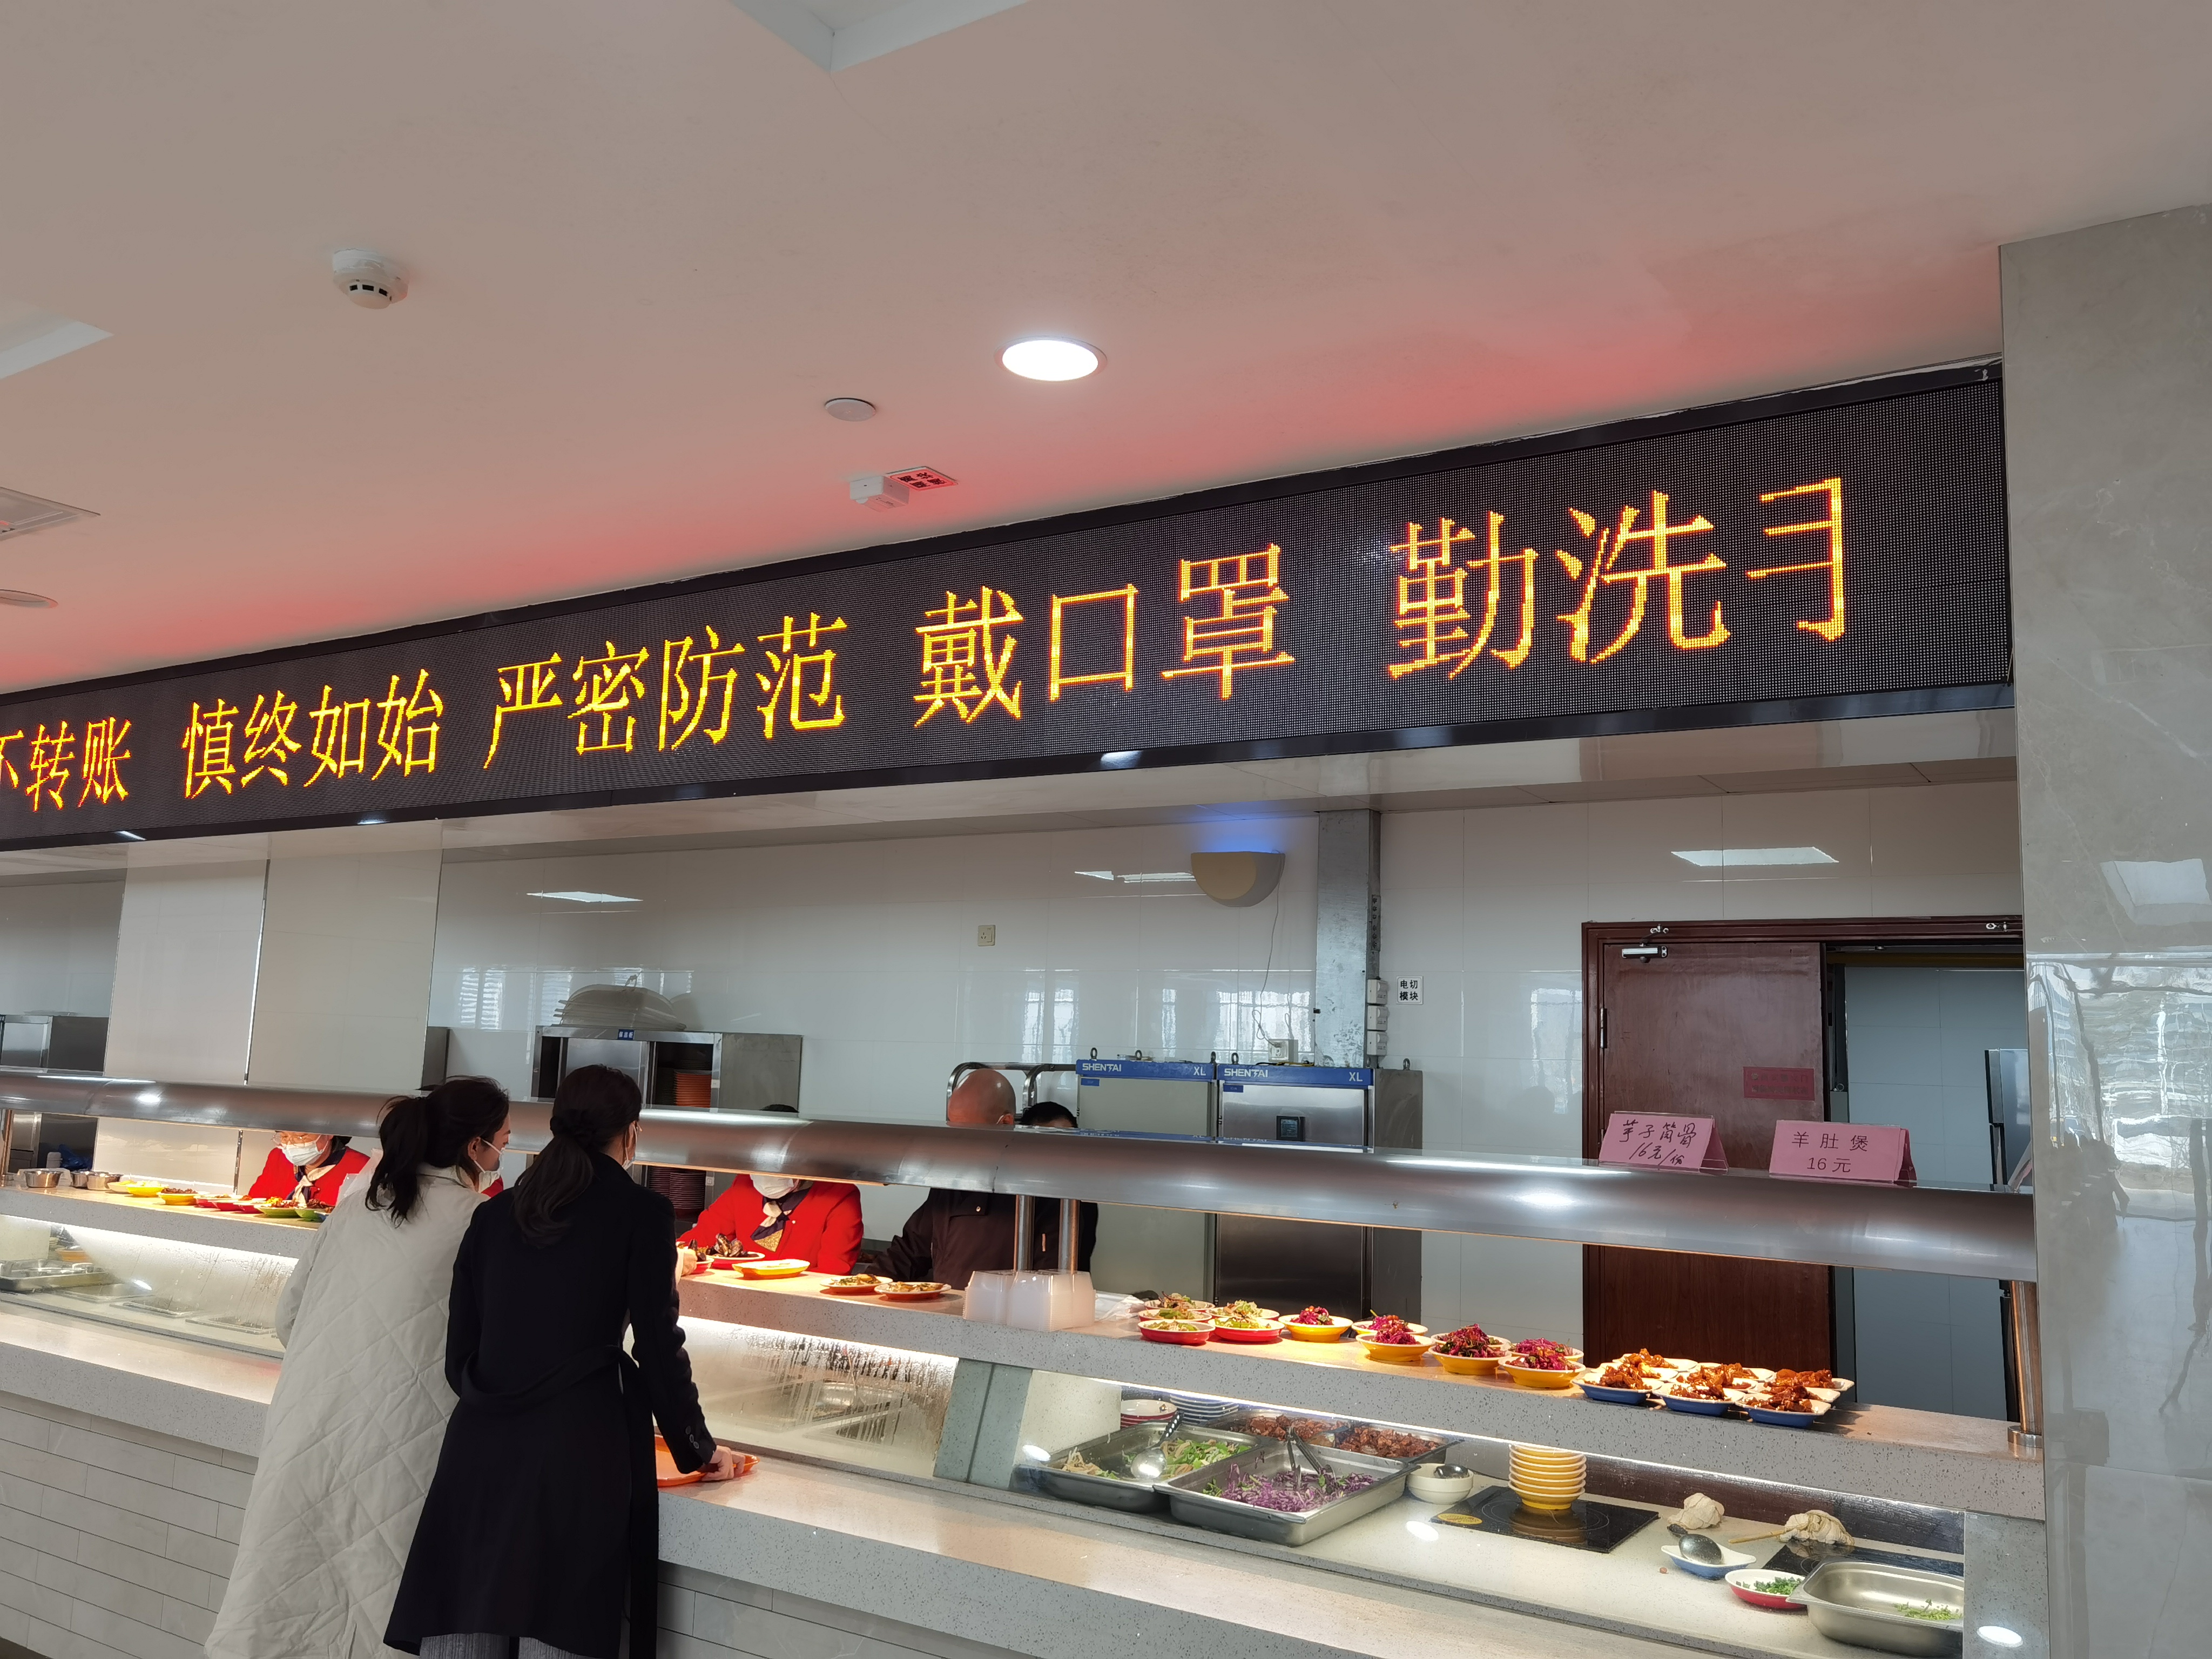 不转账 慎终如始 严密防范 戴口罩 勤洗手
SHENTAI XL
SHENTAI XL
电切
模块
芋子筒骨
16元/份
羊肚煲
16元